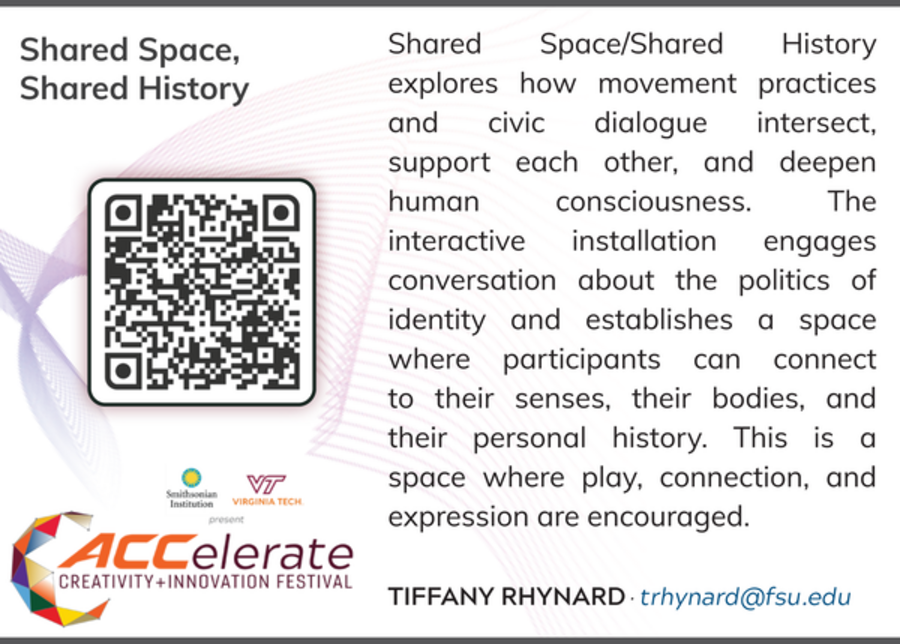 Shared Space,
Shared History
Shared Space/Shared History
explores how movement practices
and civic dialogue intersect,
support each other, and deepen
human consciousness. The
interactive installation engages
conversation about the politics of
identity and establishes a space
where participants can connect
to their senses, their bodies, and
their personal history. This is a
space where play, connection, and
expression are encouraged.
TIFFANY RHYNARD · trhynard@fsu.edu
Smithsonian
Institution
VT
VIRGINIA TECH.
present
ACCelerate
CREATIVITY+INNOVATION FESTIVAL